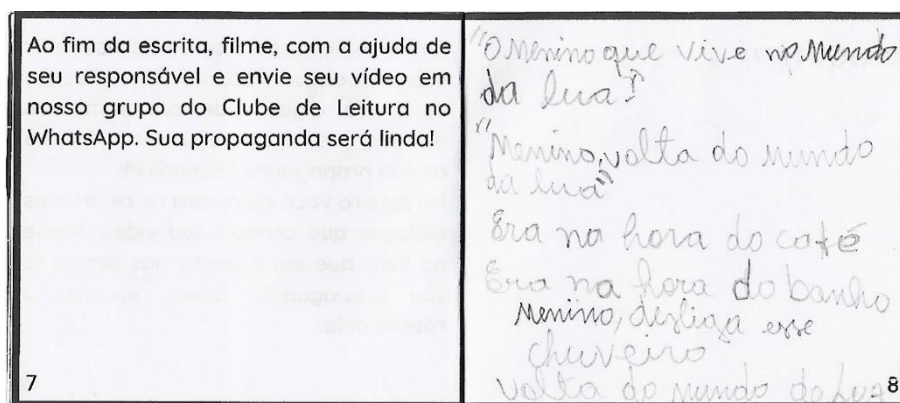 Ao fim da escrita, filme, com a ajuda de
seu responsável e envie seu vídeo em
nosso grupo do Clube de Leitura no
WhatsApp. Sua propaganda será linda!
7
"O Menino que vive no Mundo
da lua!"
"Menino, volta do mundo
da lua"
Era na hora do café
Era na hora do banho
Menino, desliga esse
chuveiro
volta do mundo da Lua
8